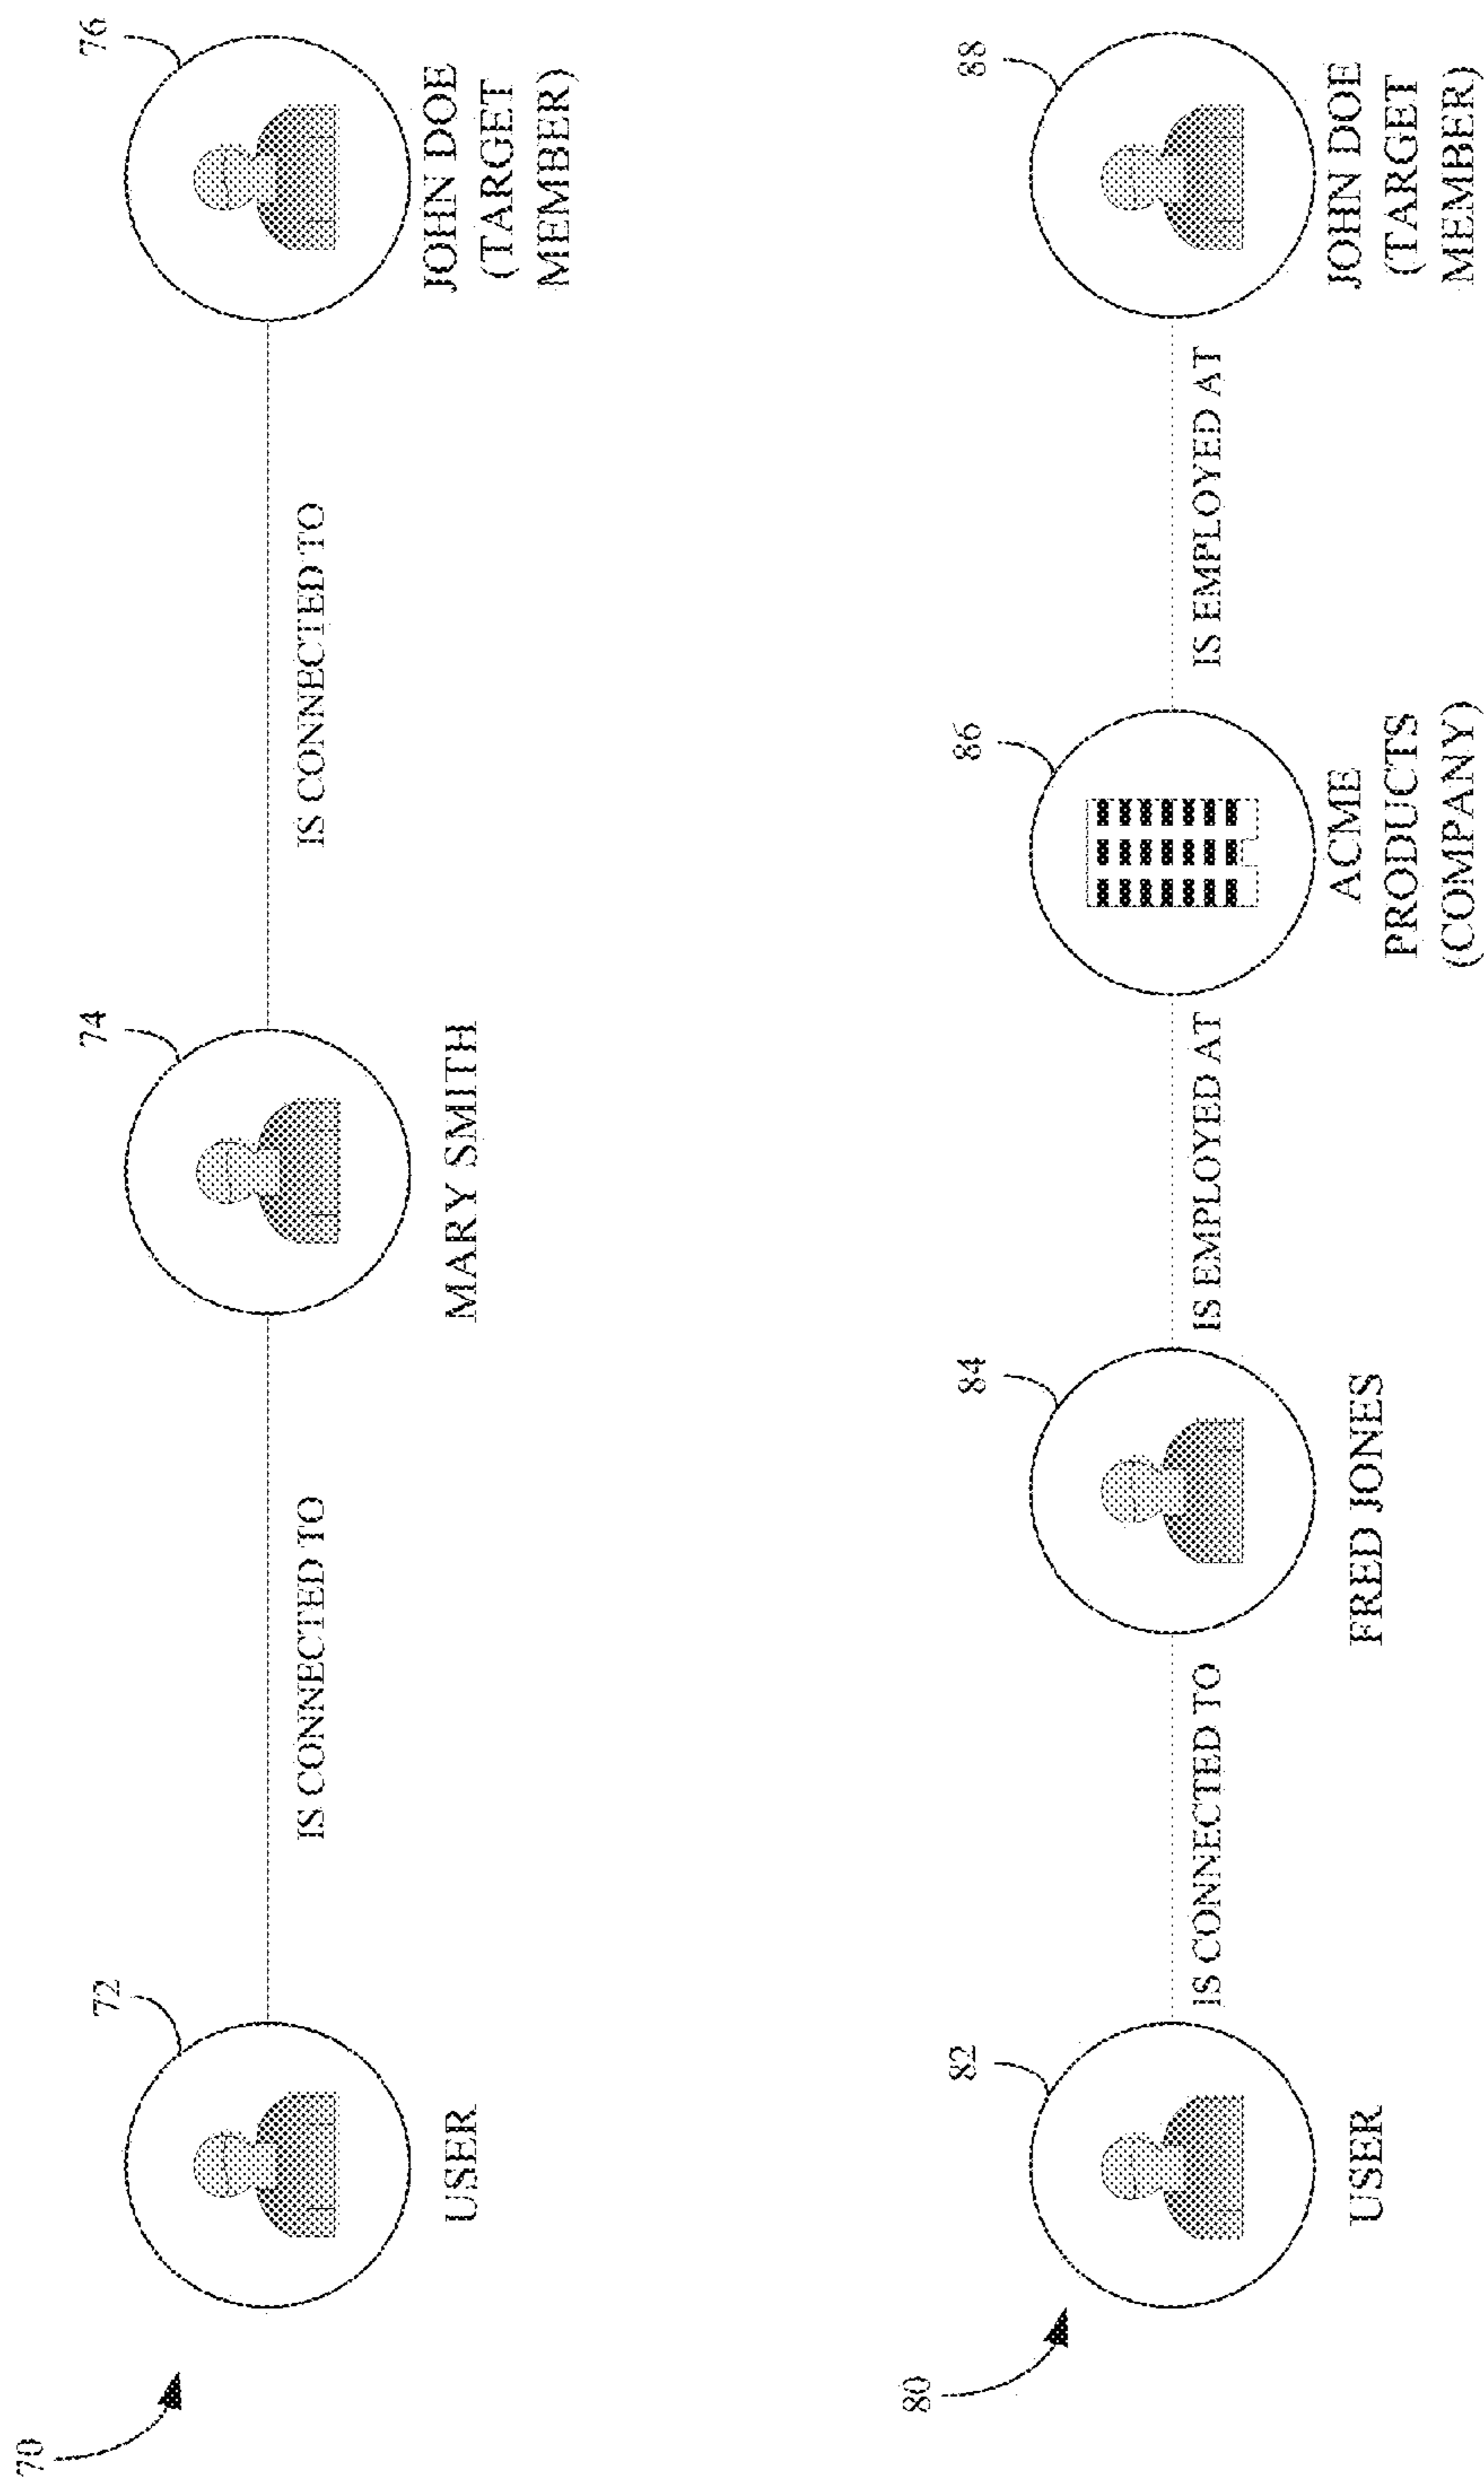 70
72
74
76
IS CONNECTED TO
IS CONNECTED TO
USER
MARY SMITH
JOHN DOE
(TARGET
MEMBER)
80
82
84
86
88
IS CONNECTED TO
IS EMPLOYED AT
IS EMPLOYED AT
USER
FRED JONES
ACME
PRODUCTS
(COMPANY)
JOHN DOE
(TARGET
MEMBER)